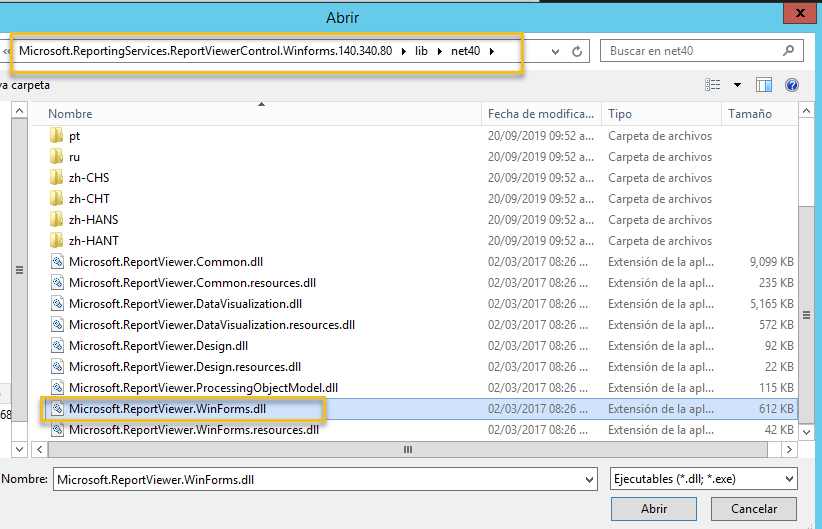 Abrir
x
« Microsoft.ReportingServices.ReportViewerControl.Winforms.140.340.80 lib net40
Buscar en net40
va carpeta
Nombre Fecha de modifica... Tipo Tamaño
pt 20/09/2019 09:52 a... Carpeta de archivos
ru 20/09/2019 09:52 a... Carpeta de archivos
zh-CHS 20/09/2019 09:52 a... Carpeta de archivos
zh-CHT 20/09/2019 09:52 a... Carpeta de archivos
zh-HANS 20/09/2019 09:52 a... Carpeta de archivos
zh-HANT 20/09/2019 09:52 a... Carpeta de archivos
Microsoft.ReportViewer.Common.dll 02/03/2017 08:26 ... Extensión de la apl... 9,099 KB
Microsoft.ReportViewer.Common.resources.dll 02/03/2017 08:26 ... Extensión de la apl... 235 KB
Microsoft.ReportViewer.DataVisualization.dll 02/03/2017 08:26 ... Extensión de la apl... 5,165 KB
Microsoft.ReportViewer.DataVisualization.resources.dll 02/03/2017 08:26 ... Extensión de la apl... 572 KB
Microsoft.ReportViewer.Design.dll 02/03/2017 08:26 ... Extensión de la apl... 92 KB
Microsoft.ReportViewer.Design.resources.dll 02/03/2017 08:26 ... Extensión de la apl... 22 KB
Microsoft.ReportViewer.ProcessingObjectModel.dll 02/03/2017 08:26 ... Extensión de la apl... 115 KB
Microsoft.ReportViewer.WinForms.dll 02/03/2017 08:26 ... Extensión de la apl... 612 KB
68
Microsoft.ReportViewer.WinForms.resources.dll 02/03/2017 08:26 ... Extensión de la apl... 42 KB
Nombre: Microsoft.ReportViewer.WinForms.dll Ejecutables (*.dll; *.exe)
Abrir Cancelar